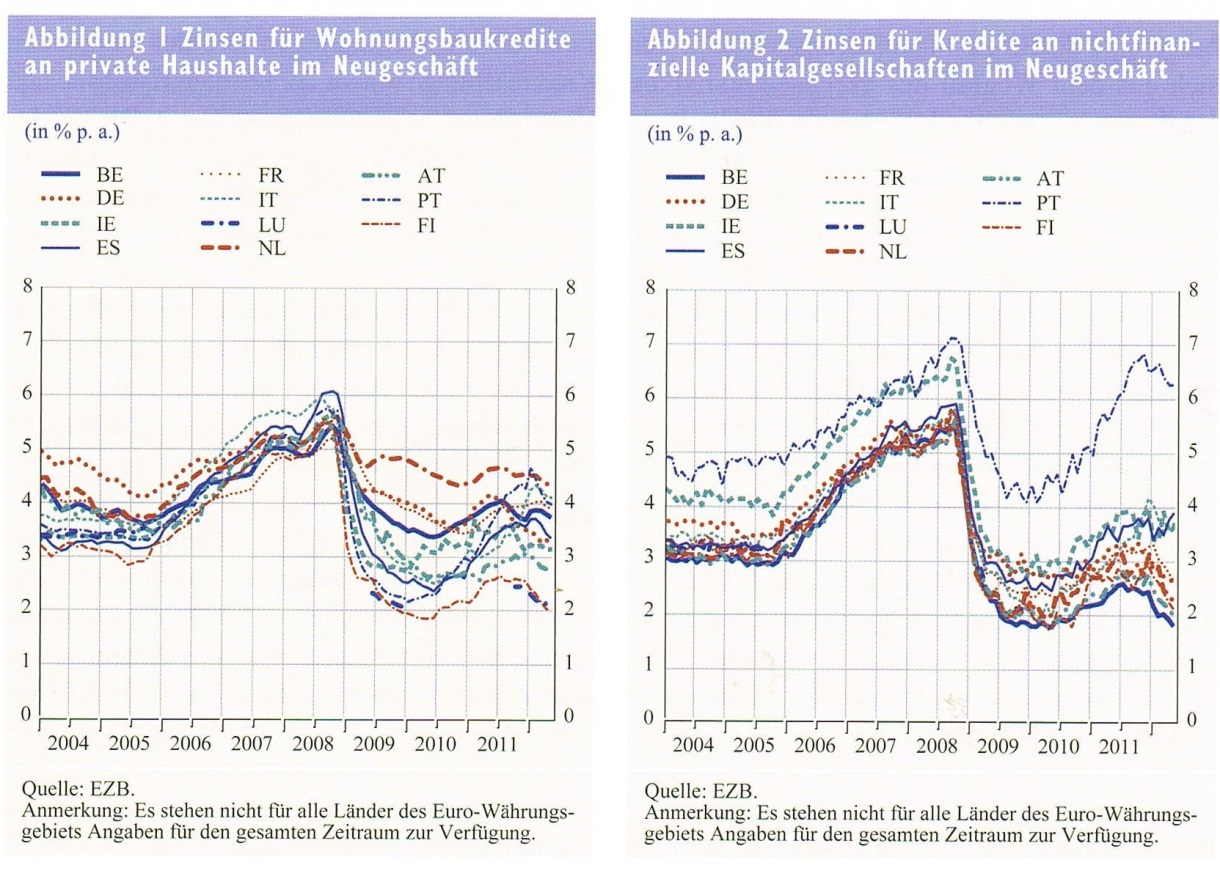 Abbildung 1 Zinsen für Wohnungsbaukredite
an private Haushalte im Neugeschäft
(in % p. a.)
BE FR AT
DE IT PT
IE LU FI
ES NL
8 8
7 7
6 6
5 5
4 4
3 3
2 2
1 1
0 0
2004 2005 2006 2007 2008 2009 2010 2011
Quelle: EZB.
Anmerkung: Es stehen nicht für alle Länder des Euro-Währungs-
gebiets Angaben für den gesamten Zeitraum zur Verfügung.
Abbildung 2 Zinsen für Kredite an nichtfinan-
zielle Kapitalgesellschaften im Neugeschäft
(in % p. a.)
BE FR AT
DE IT PT
IE LU FI
ES NL
8 8
7 7
6 6
5 5
4 4
3 3
2 2
1 1
0 0
2004 2005 2006 2007 2008 2009 2010 2011
Quelle: EZB.
Anmerkung: Es stehen nicht für alle Länder des Euro-Währungs-
gebiets Angaben für den gesamten Zeitraum zur Verfügung.